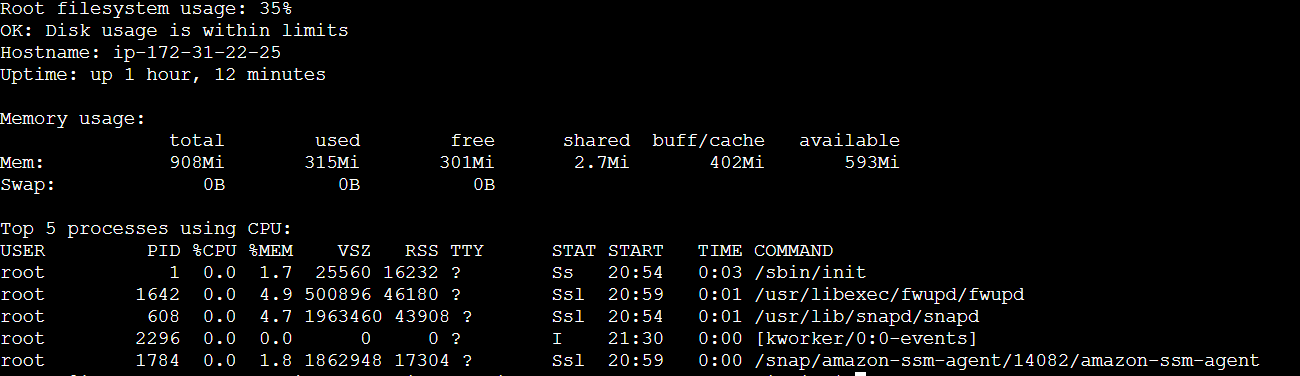 Root filesystem usage: 35%
OK: Disk usage is within limits
Hostname: ip-172-31-22-25
Uptime: up 1 hour, 12 minutes

Memory usage:
               total        used        free      shared  buff/cache   available
Mem:           908Mi       315Mi       301Mi       2.7Mi       402Mi       593Mi
Swap:             0B          0B          0B

Top 5 processes using CPU:
USER         PID %CPU %MEM    VSZ   RSS TTY      STAT START   TIME COMMAND
root           1  0.0  1.7  25560 16232 ?        Ss   20:54   0:03 /sbin/init
root        1642  0.0  4.9 500896 46180 ?        Ssl  20:59   0:01 /usr/libexec/fwupd/fwupd
root         608  0.0  4.7 1963460 43908 ?       Ssl  20:54   0:01 /usr/lib/snapd/snapd
root        2296  0.0  0.0      0     0 ?        I    21:30   0:00 [kworker/0:0-events]
root        1784  0.0  1.8 1862948 17304 ?       Ssl  20:59   0:00 /snap/amazon-ssm-agent/14082/amazon-ssm-agent